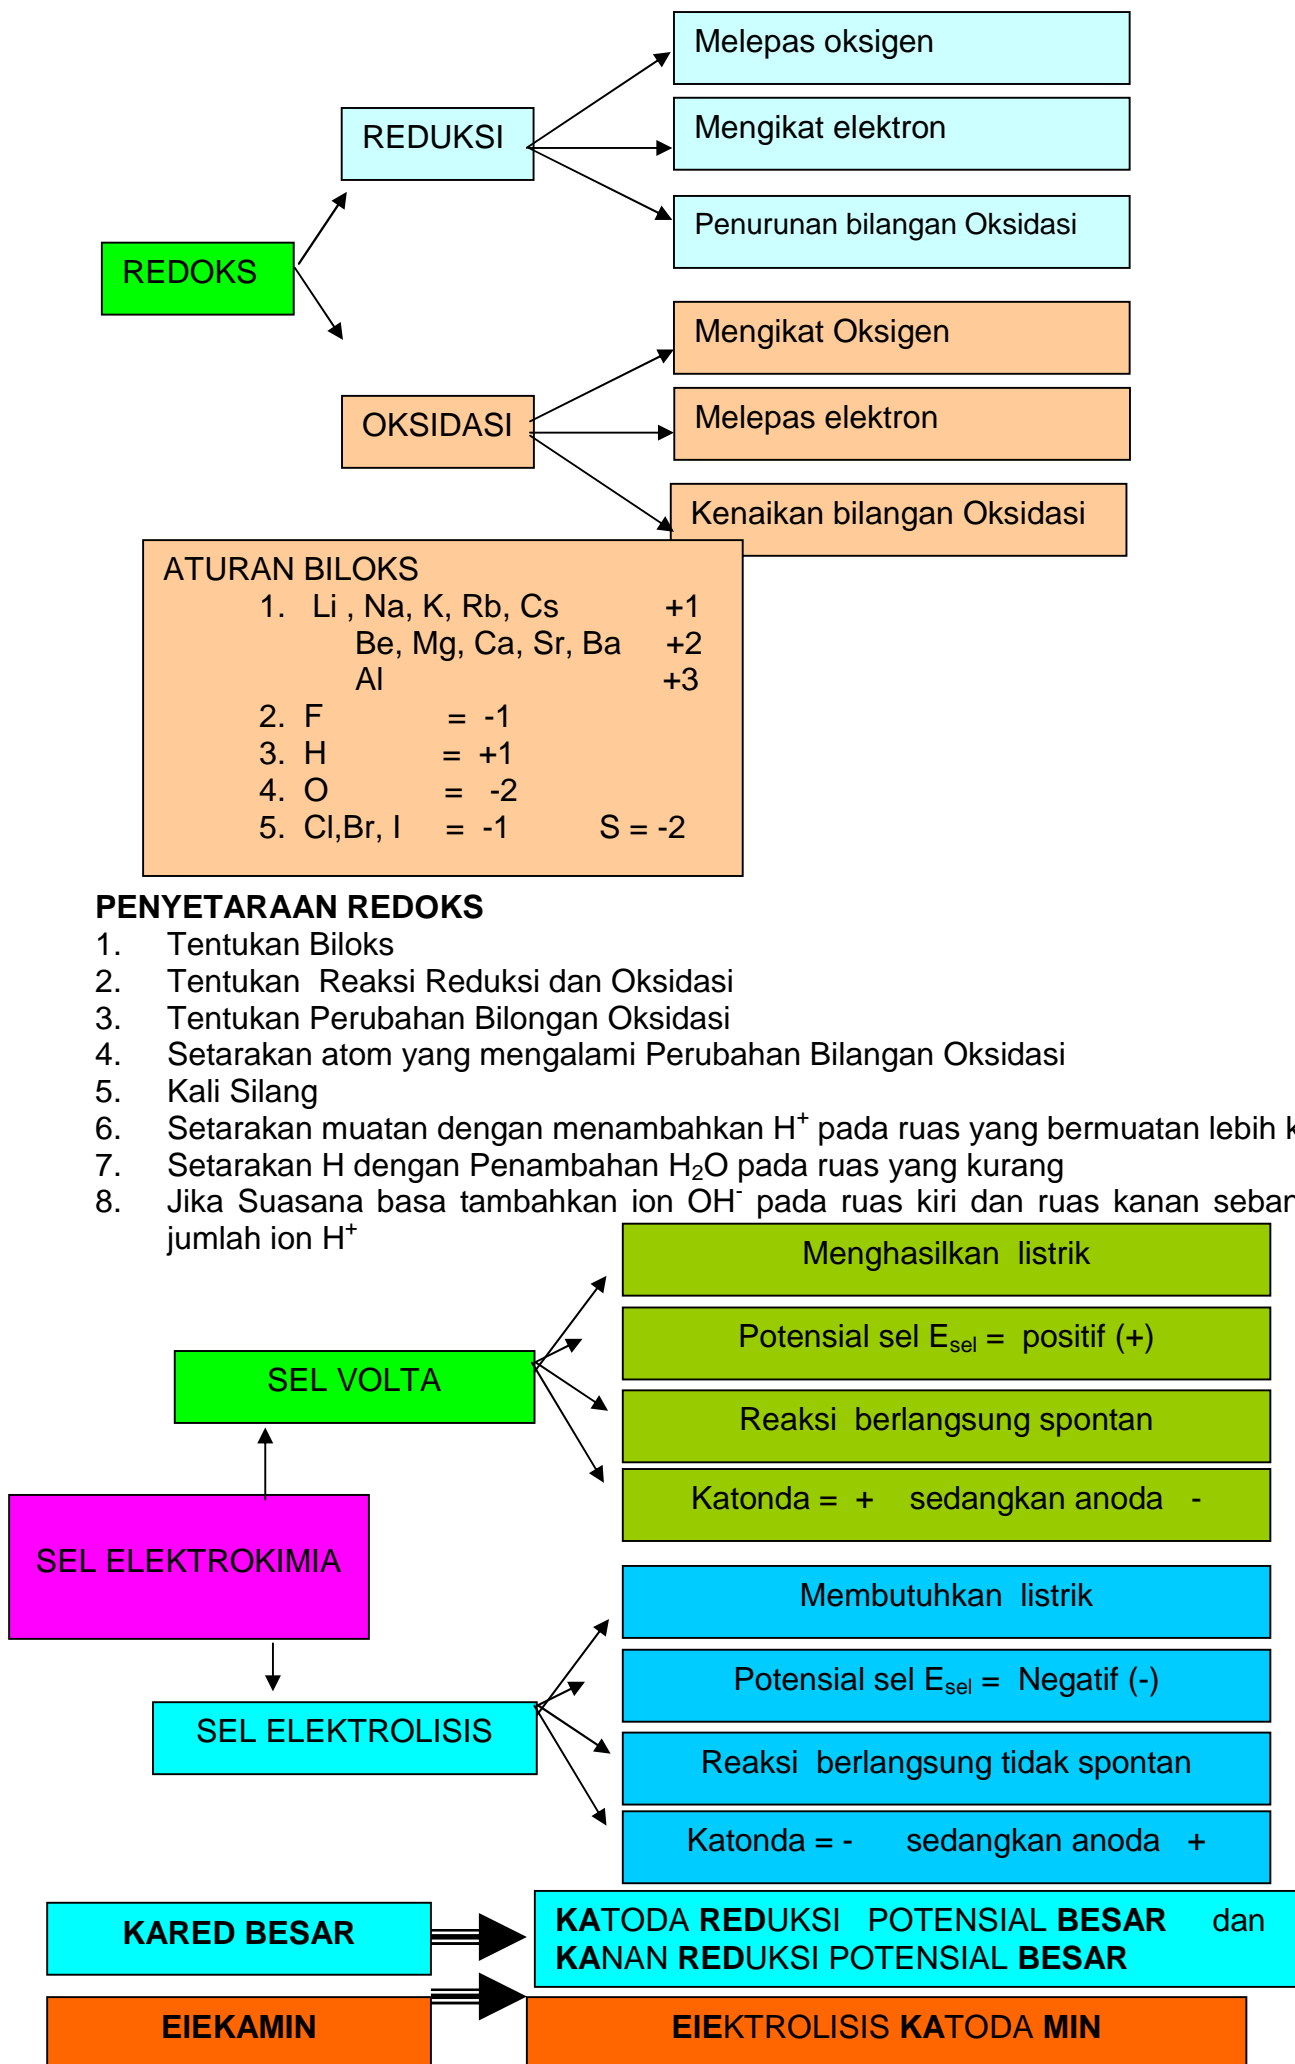 Melepas oksigen
REDUKSI
Mengikat elektron
Penurunan bilangan Oksidasi
REDOKS
Mengikat Oksigen
OKSIDASI
Melepas elektron
Kenaikan bilangan Oksidasi
ATURAN BILOKS
1. Li , Na, K, Rb, Cs +1
Be, Mg, Ca, Sr, Ba +2
Al +3
2. F = -1
3. H = +1
4. O = -2
5. Cl,Br, I = -1 S = -2
PENYETARAAN REDOKS
1. Tentukan Biloks
2. Tentukan Reaksi Reduksi dan Oksidasi
3. Tentukan Perubahan Bilongan Oksidasi
4. Setarakan atom yang mengalami Perubahan Bilangan Oksidasi
5. Kali Silang
6. Setarakan muatan dengan menambahkan H⁺ pada ruas yang bermuatan lebih
7. Setarakan H dengan Penambahan H₂O pada ruas yang kurang
8. Jika Suasana basa tambahkan ion OH⁻ pada ruas kiri dan ruas kanan
jumlah ion H⁺
Menghasilkan listrik
Potensial sel Eₛₑₗ = positif (+)
SEL VOLTA
Reaksi berlangsung spontan
Katonda = + sedangkan anoda -
SEL ELEKTROKIMIA
Membutuhkan listrik
Potensial sel Eₛₑₗ = Negatif (-)
SEL ELEKTROLISIS
Reaksi berlangsung tidak spontan
Katonda = - sedangkan anoda +
KARED BESAR
KATODA REDUKSI POTENSIAL BESAR dan
KANAN REDUKSI POTENSIAL BESAR
ElEKAMIN
ElEKTROLISIS KATODA MIN